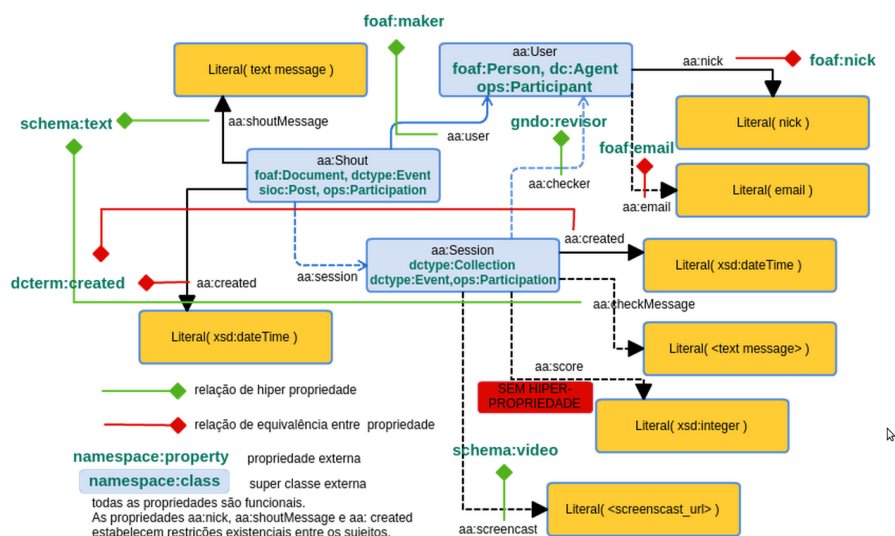 foaf:maker
aa:User
foaf:Person, dc:Agent
ops:Participant
aa:nick
foaf:nick
Literal( text message )
schema:text
aa:shoutMessage
aa:user
gndo:revisor
Literal( nick )
aa:Shout
foaf:Document, dctype:Event
sioc:Post, ops:Participation
foaf:email
aa:checker
aa:email
Literal( email )
aa:Session
dctype:Collection
dctype:Event,ops:Participation
aa:created
Literal( xsd:dateTime )
aa:session
dcterm:created
aa:created
aa:checkMessage
Literal( xsd:dateTime )
Literal( <text message> )
aa:score
SEM HIPER-
PROPRIEDADE
Literal( xsd:integer )
relação de hiper propriedade
relação de equivalência entre propriedade
namespace:property
propriedade externa
namespace:class
super classe externa
schema:video
Literal( <screenscast_url> )
aa:screencast
todas as propriedades são funcionais.
As propriedades aa:nick, aa:shoutMessage e aa: created
estabelecem restrições existenciais entre os sujeitos.